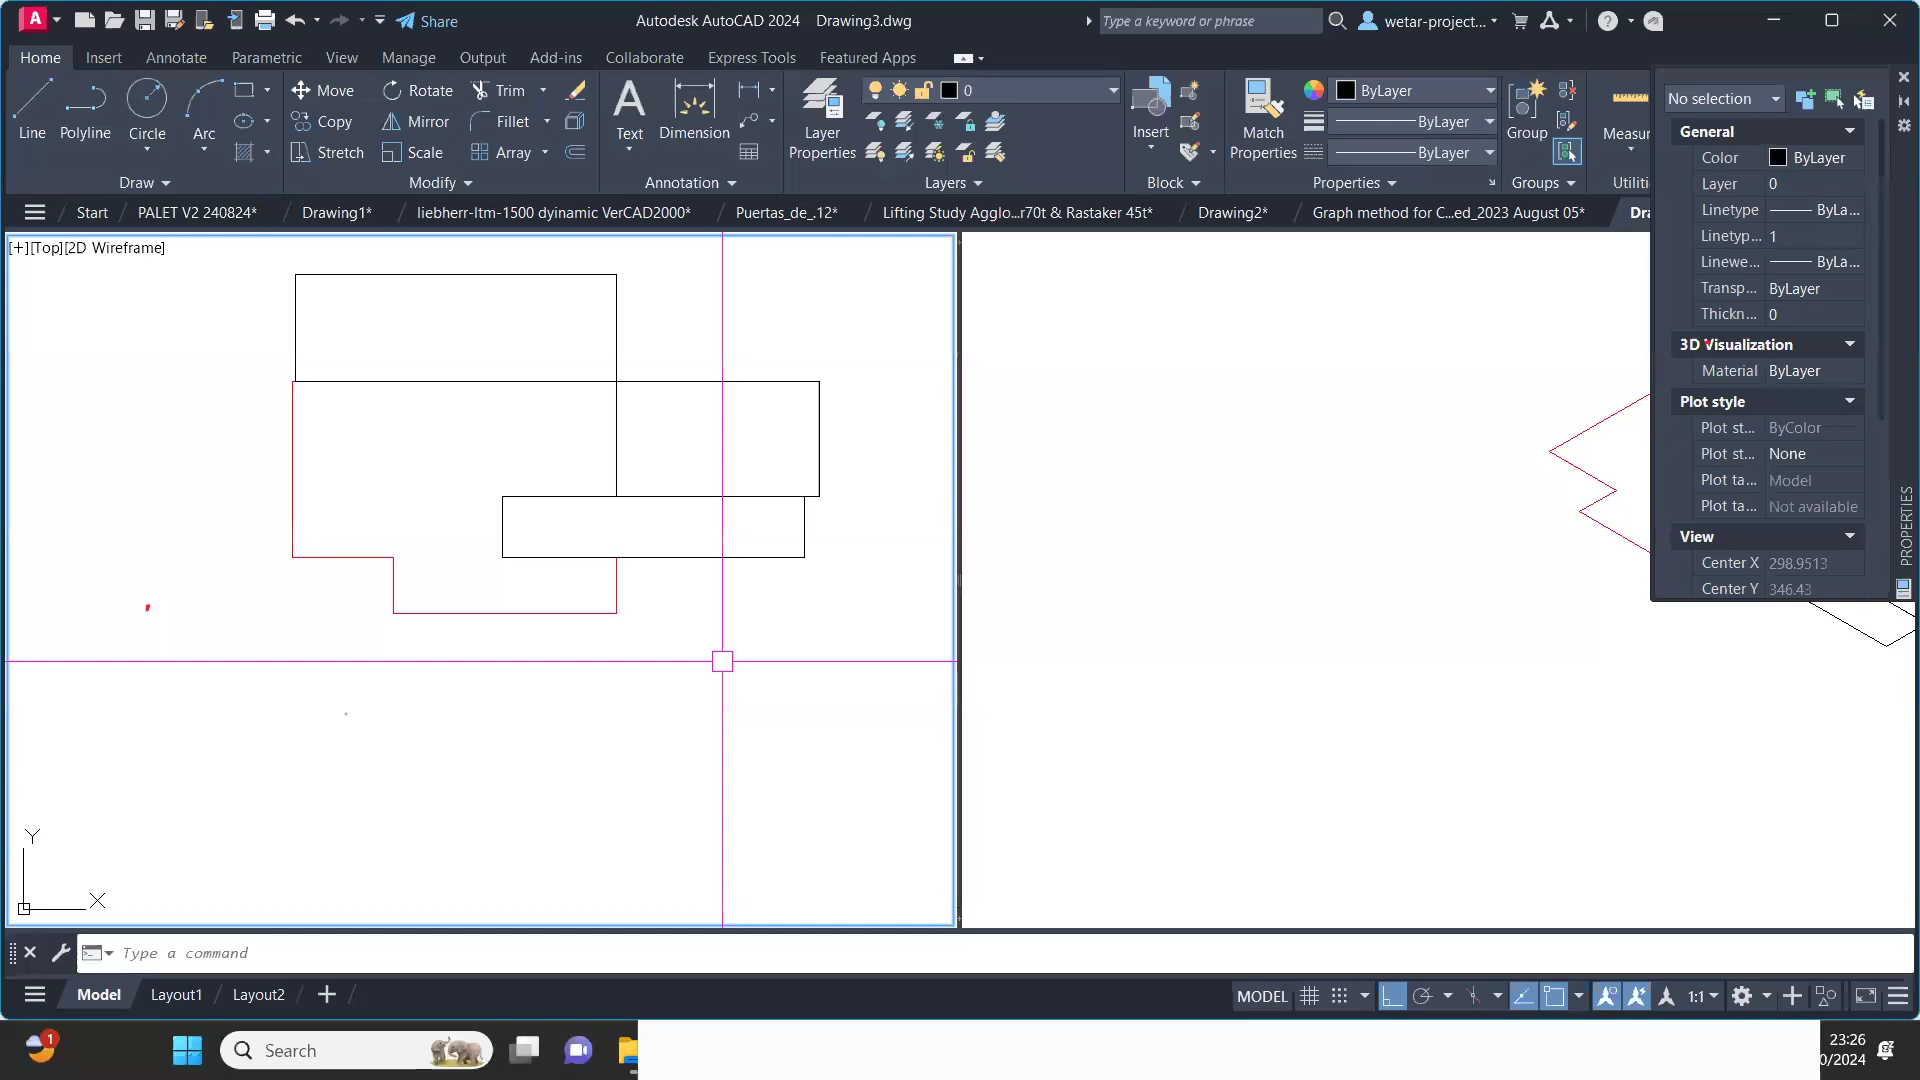 A
Share
Autodesk AutoCAD 2024 Drawing3.dwg
Type a keyword or phrase
wetar-project...
Home Insert Annotate Parametric View Manage Output Add-ins Collaborate Express Tools Featured Apps
Line Polyline Circle Arc
Move Rotate Trim
Copy Mirror Fillet
Stretch Scale Array
A Text Dimension
Layer Properties
0
Insert
Match Properties
ByLayer
ByLayer
ByLayer
Group
Measur
Draw Modify Annotation Layers Block Properties Groups Utiliti
Start PALET V2 240824* Drawing1* liebherr-ltm-1500 dyinamic VerCAD2000* Puertas_de_.12* Lifting Study Agglo...r70t & Rastaker 45t* Drawing2* Graph method for C...ed_2023 August 05* Dra
No selection
General
Color ByLayer
Layer 0
Linetype ByLa...
Linetyp... 1
Linewe... ByLa...
Transp... ByLayer
Thickn... 0
3D Visualization
Material ByLayer
Plot style
Plot st... ByColor
Plot st... None
Plot ta... Model
Plot ta... Not available
View
Center X 298.9513
Center Y 346.43
PROPERTIES
[+][Top][2D Wireframe]
Y
X
Type a command
Model Layout1 Layout2
MODEL
1:1
1
Search
23:26
0/2024